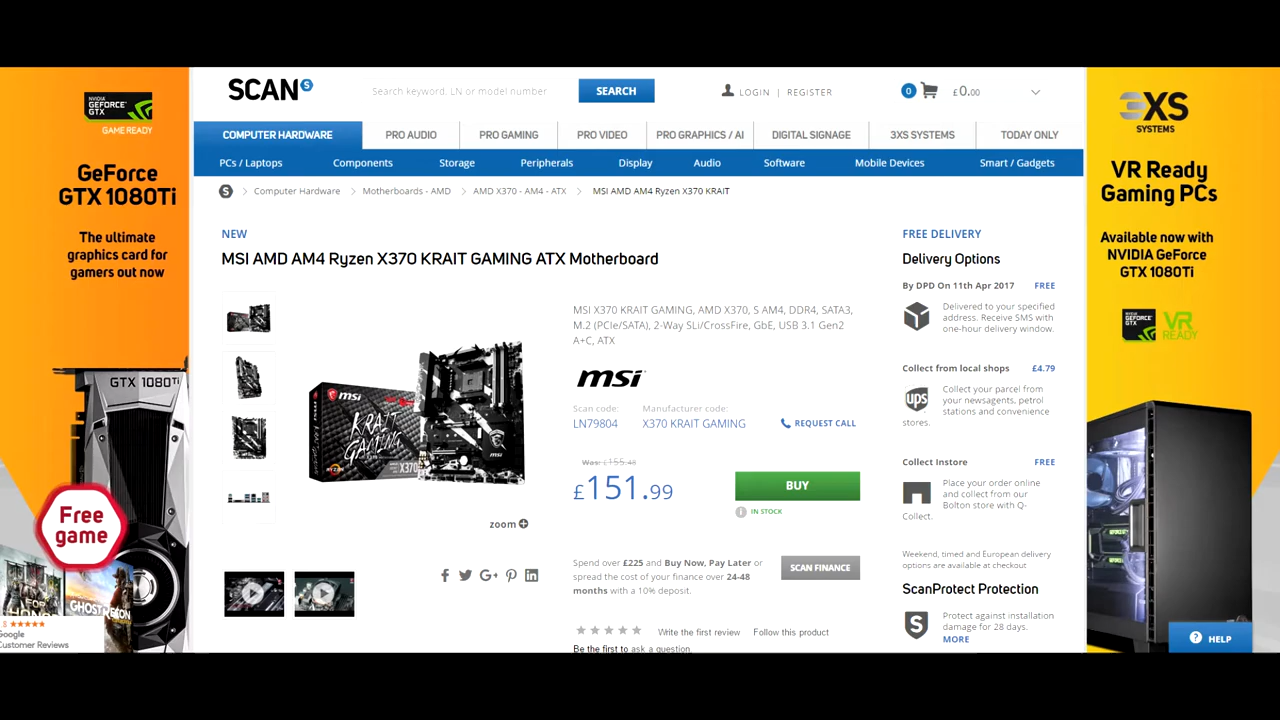 SCAN S
Search keyword. LN or model number
SEARCH
LOGIN | REGISTER
0
£0.00
COMPUTER HARDWARE
PRO AUDIO
PRO GAMING
PRO VIDEO
PRO GRAPHICS / AI
DIGITAL SIGNAGE
3XS SYSTEMS
TODAY ONLY
PCs / Laptops
Components
Storage
Peripherals
Display
Audio
Software
Mobile Devices
Smart / Gadgets
S
Computer Hardware
Motherboards - AMD
AMD X370 - AM4 - ATX
MSI AMD AM4 Ryzen X370 KRAIT
NVIDIA
GEFORCE
GTX
GAME READY
GeForce
GTX 1080Ti
The ultimate
graphics card for
gamers out now
GTX 1080Ti
Free
game
FOR
HONOR
GHOST RECON
Google
Customer Reviews
NEW
MSI AMD AM4 Ryzen X370 KRAIT GAMING ATX Motherboard
msi
KRAIT
GAMING
RYZEN
X370
msi
zoom
MSI X370 KRAIT GAMING, AMD X370, S AM4, DDR4, SATA3,
M.2 (PCIe/SATA), 2-Way SLi/CrossFire, GbE, USB 3.1 Gen2
A+C, ATX
msi
Scan code:
LN79804
Manufacturer code:
X370 KRAIT GAMING
REQUEST CALL
Was: £155.48
£151.99
BUY
IN STOCK
Spend over £225 and Buy Now, Pay Later or
spread the cost of your finance over 24-48
months with a 10% deposit.
SCAN FINANCE
Write the first review
Follow this product
Be the first to ask a question.
FREE DELIVERY
Delivery Options
By DPD On 11th Apr 2017 FREE
Delivered to your specified
address. Receive SMS with
one-hour delivery window.
Collect from local shops £4.79
ups
Collect your parcel from
your newsagents, petrol
stations and convenience
stores.
Collect Instore FREE
Place your order online
and collect from our
Bolton store with Q-
Collect.
Weekend, timed and European delivery
options are available at checkout
ScanProtect Protection
S
Protect against installation
damage for 28 days.
MORE
3XS
SYSTEMS
VR Ready
Gaming PCs
Available now with
NVIDIA GeForce
GTX 1080Ti
GEFORCE
GTX
VR
READY
HELP